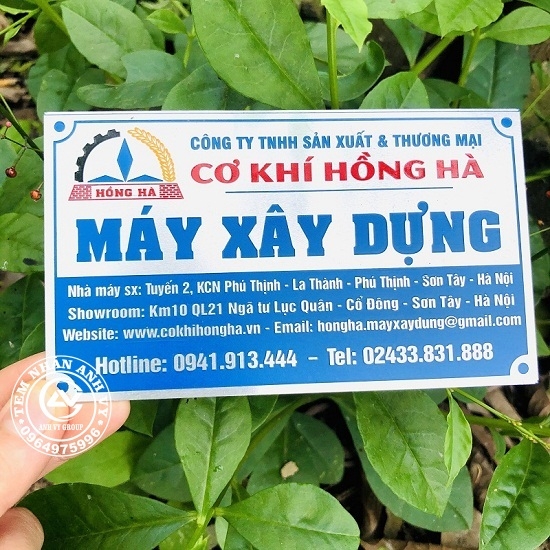 CÔNG TY TNHH SẢN XUẤT & THƯƠNG MẠI
CƠ KHÍ HỒNG HÀ
HỒNG HÀ
MÁY XÂY DỰNG
Nhà máy sx: Tuyến 2, KCN Phú Thịnh - La Thành - Phú Thịnh - Sơn Tây - Hà Nội
Showroom: Km10 QL21 Ngã tư Lục Quân - Cổ Đông - Sơn Tây - Hà Nội
Website: www.cokhihongha.vn - Email: hongha.mayxaydung@gmail.com
Hotline: 0941.913.444 - Tel: 02433.831.888
TEM NHÃN ANH VY
ANH VY GROUP
0964975996